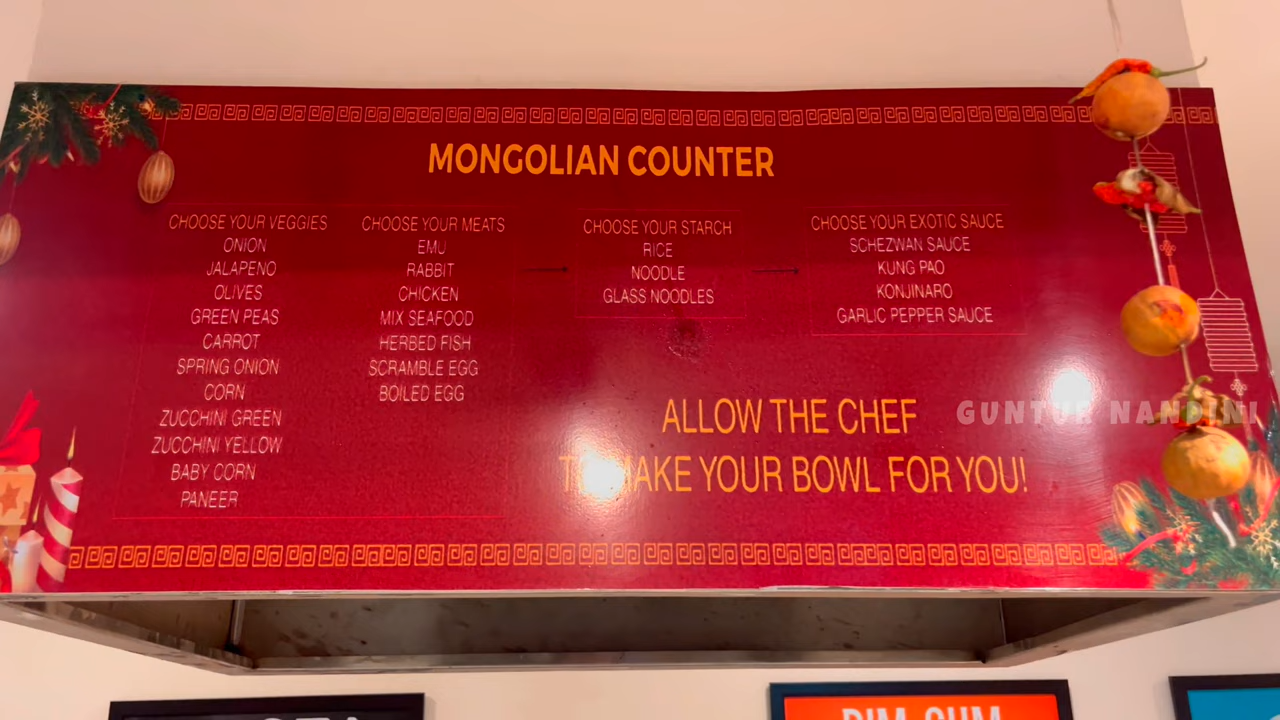 MONGOLIAN COUNTER
CHOOSE YOUR VEGGIES
ONION
JALAPENO
OLIVES
GREEN PEAS
CARROT
SPRING ONION
CORN
ZUCCHINI GREEN
ZUCCHINI YELLOW
BABY CORN
PANEER
CHOOSE YOUR MEATS
EMU
RABBIT
CHICKEN
MIX SEAFOOD
HERBED FISH
SCRAMBLE EGG
BOILED EGG
CHOOSE YOUR STARCH
RICE
NOODLE
GLASS NOODLES
CHOOSE YOUR EXOTIC SAUCE
SCHEZWAN SAUCE
KUNG PAO
KONJINARO
GARLIC PEPPER SAUCE
ALLOW THE CHEF
TO MAKE YOUR BOWL FOR YOU!
GUNTUR NANDINI
DIM SUM